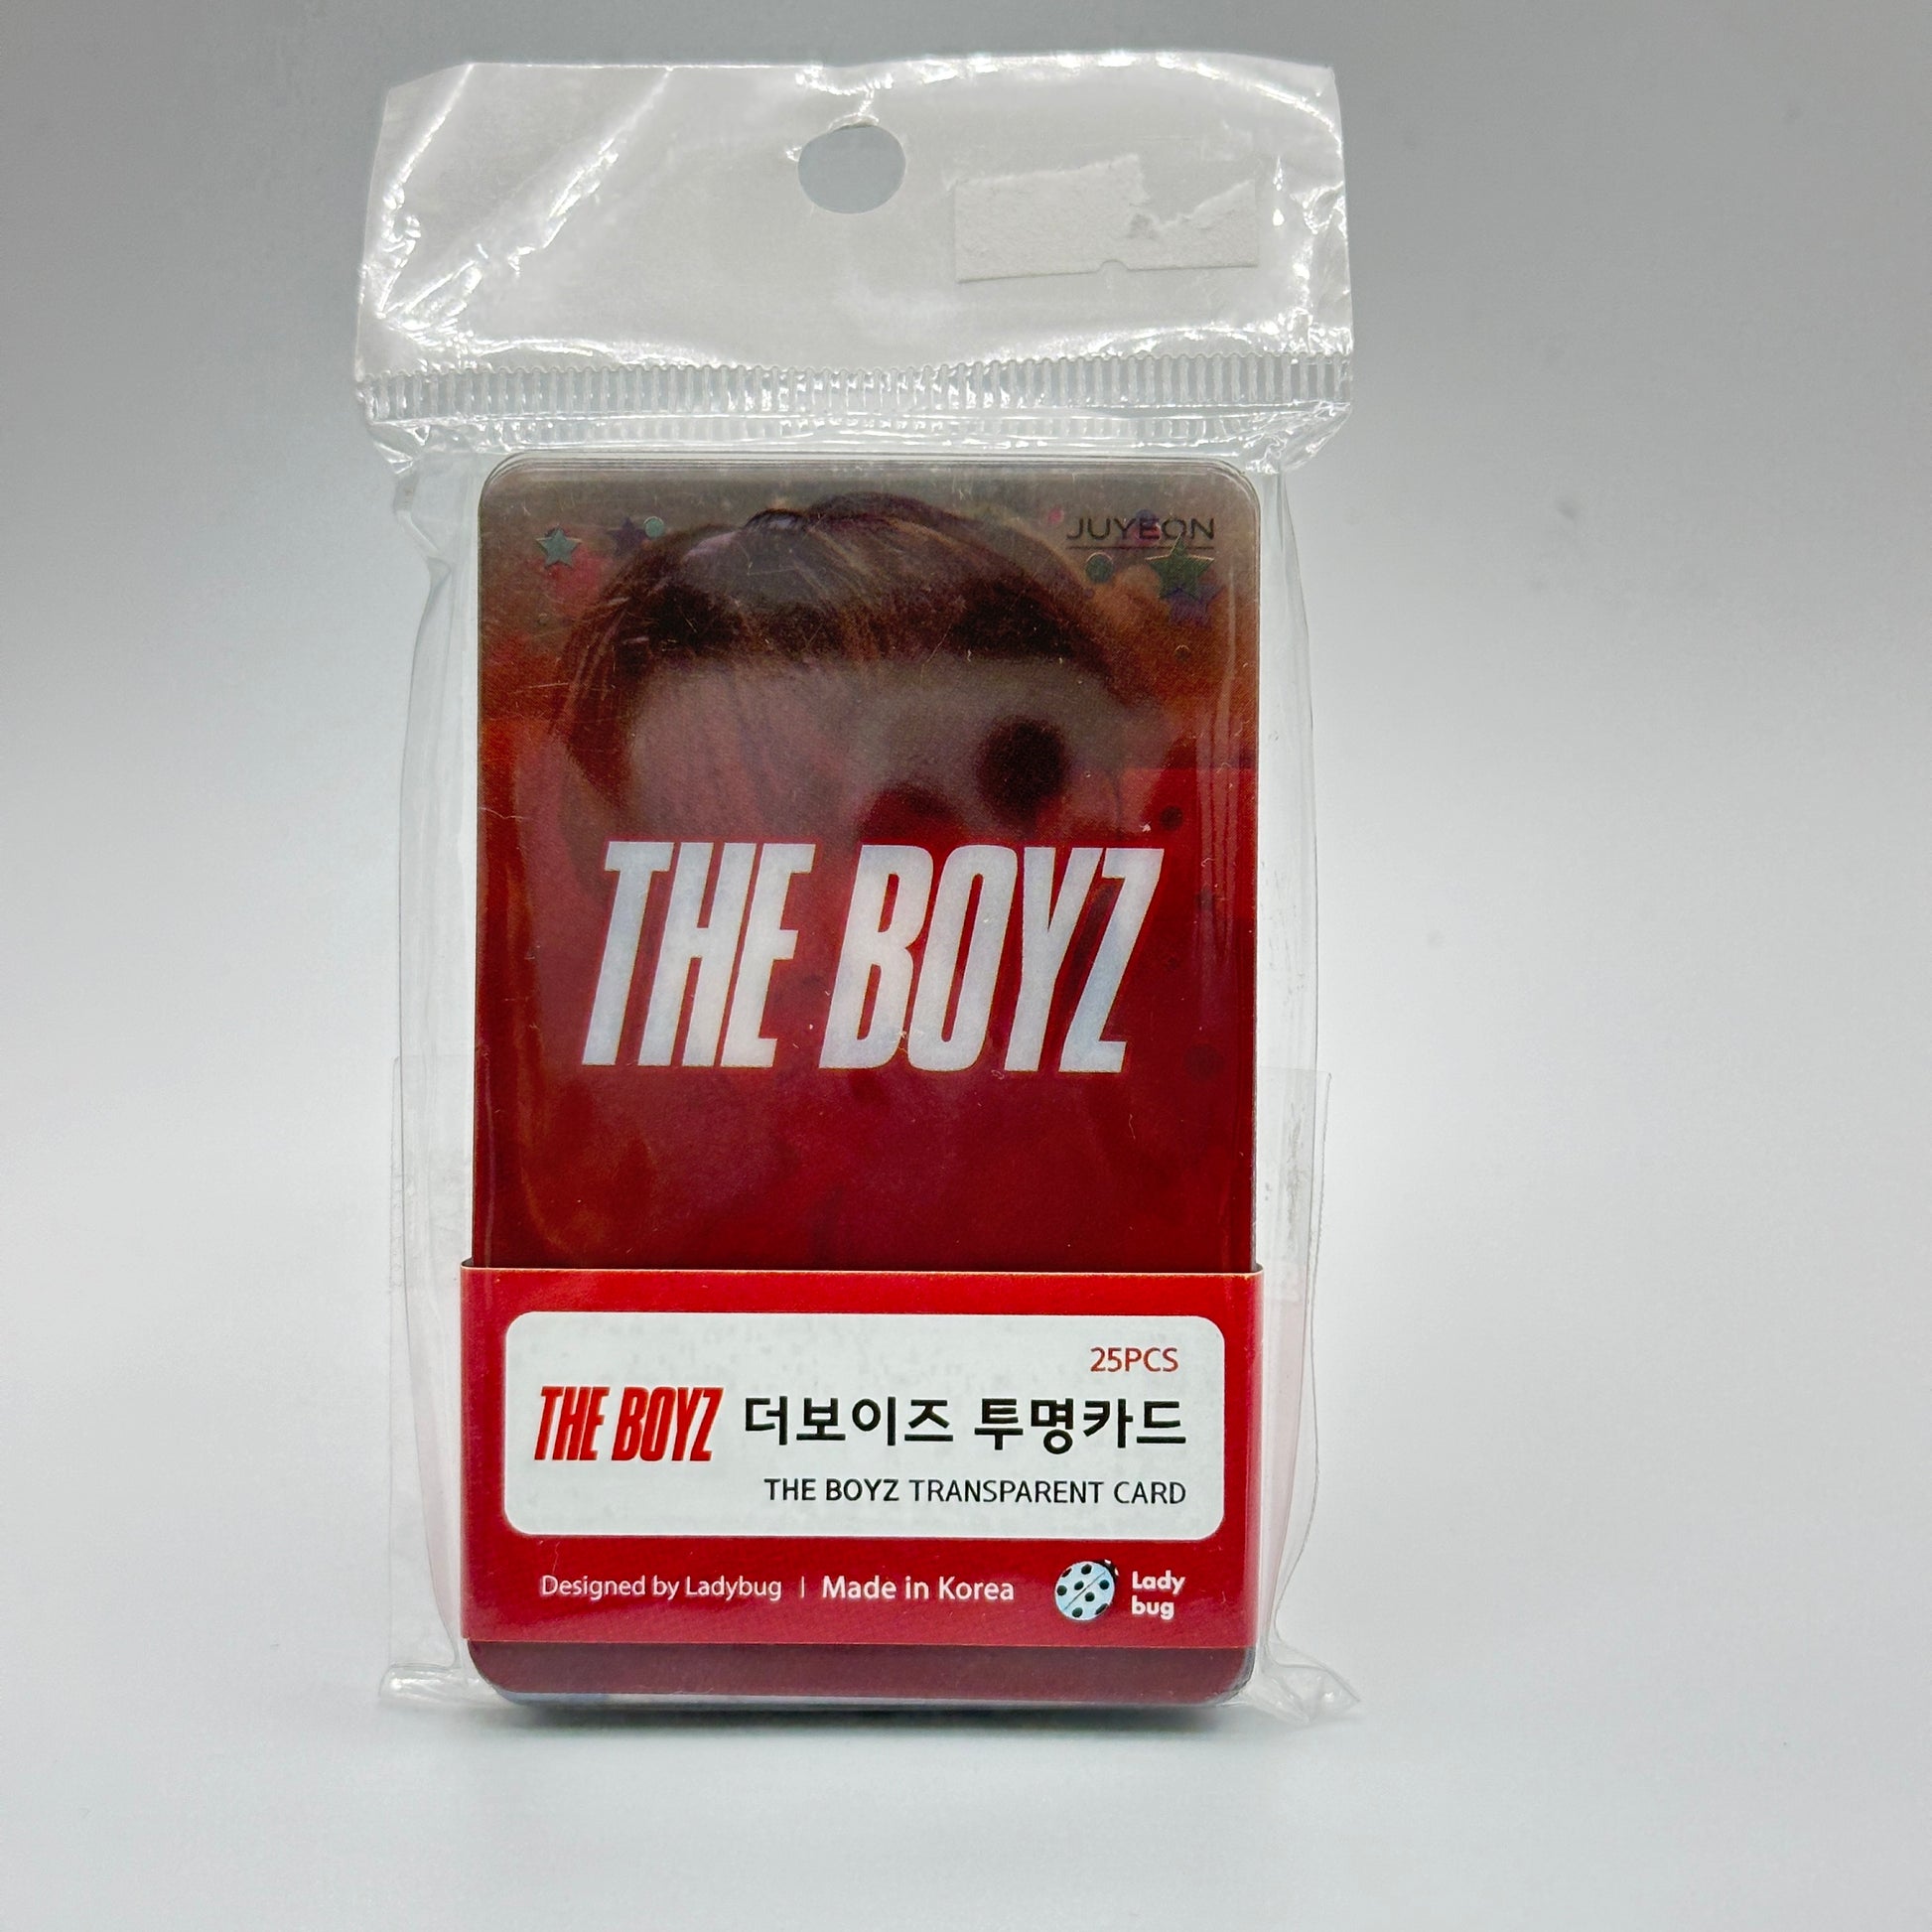 JUYEON
THE BOYZ
25PCS
THE BOYZ 더보이즈 투명카드
THE BOYZ TRANSPARENT CARD
Designed by Ladybug | Made in Korea
Lady
bug